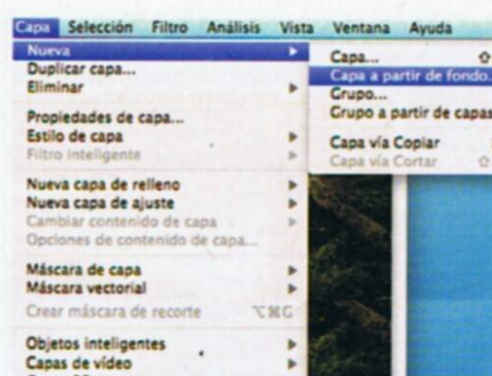 Capa Selección Filtro Análisis Vista Ventana Ayuda
Nueva
Duplicar capa...
Eliminar
Propiedades de capa...
Estilo de capa
Filtro inteligente
Nueva capa de relleno
Nueva capa de ajuste
Cambiar contenido de capa
Opciones de contenido de capa...
Máscara de capa
Máscara vectorial
Crear máscara de recorte ⌥⌘G
Objetos inteligentes
Capas de vídeo
Capa...
Capa a partir de fondo...
Grupo...
Grupo a partir de capas
Capa vía Copiar
Capa vía Cortar